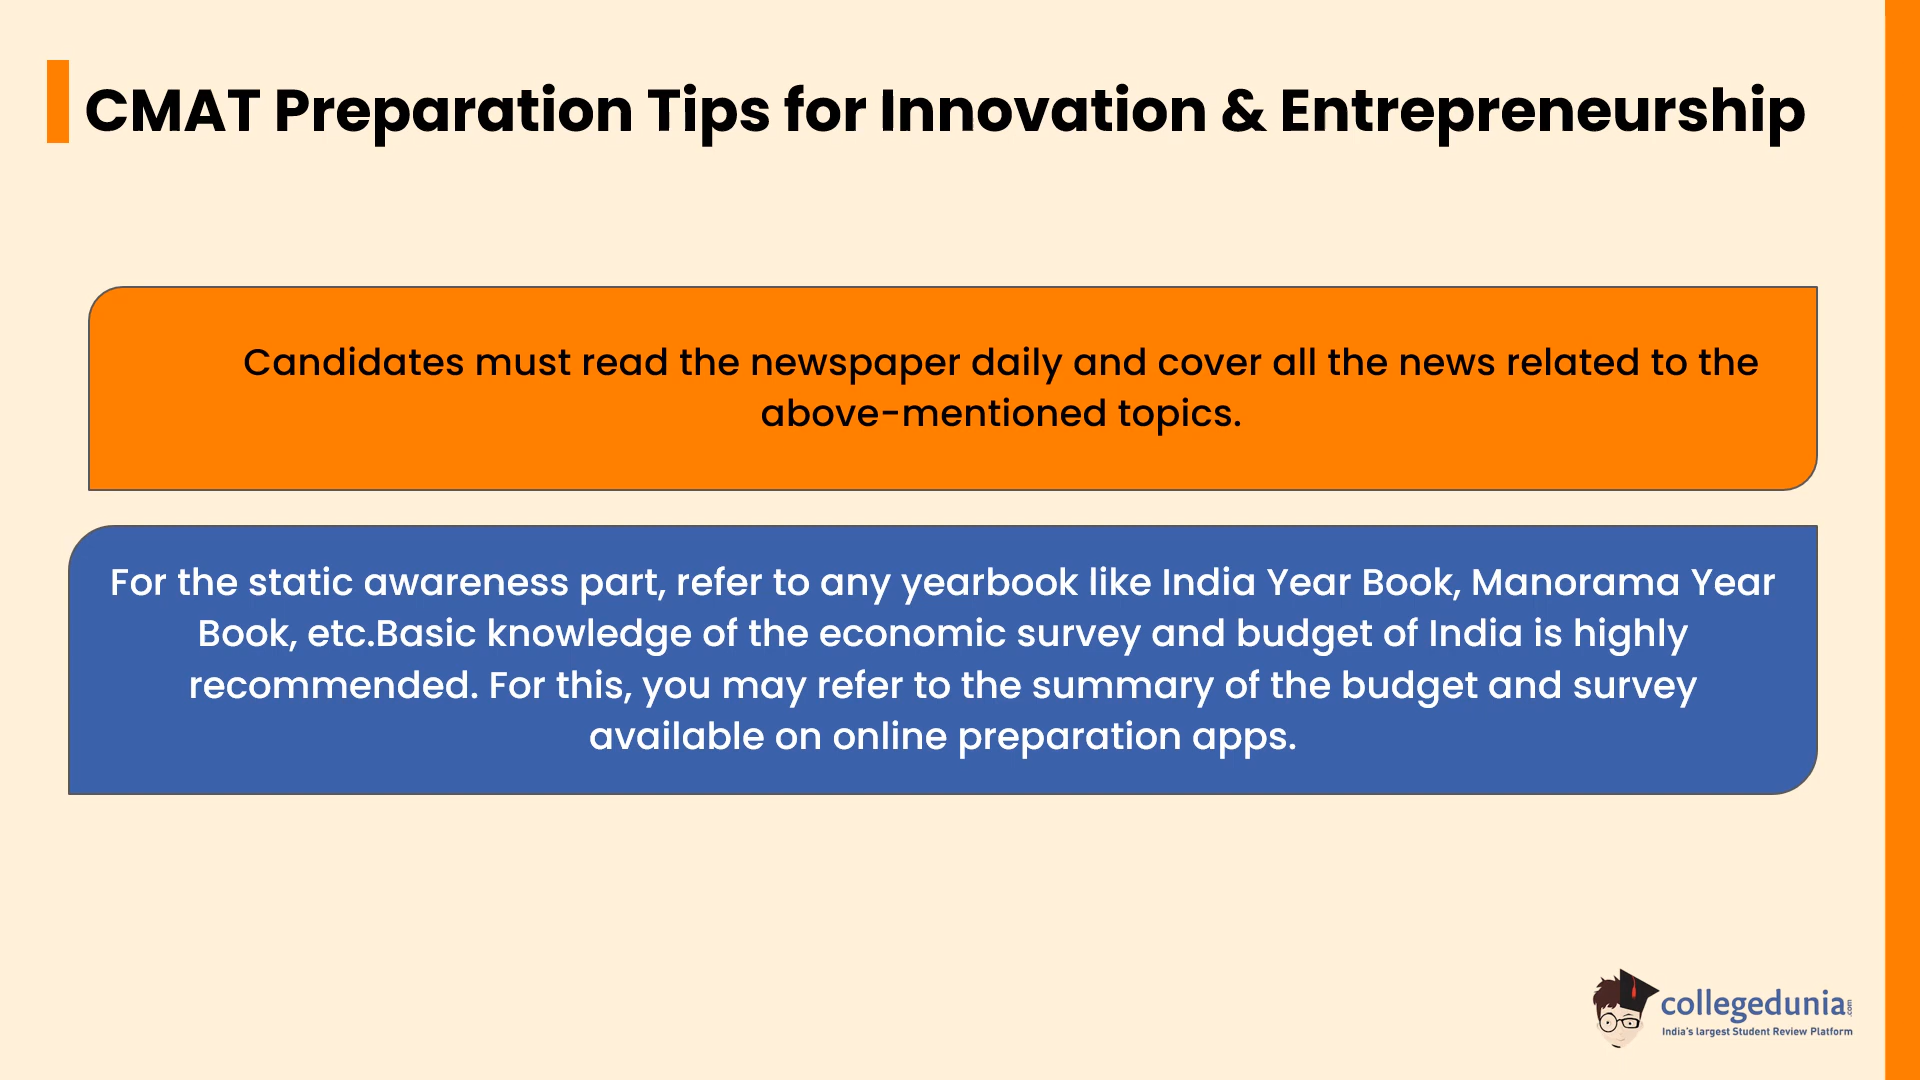 CMAT Preparation Tips for Innovation & Entrepreneurship
Candidates must read the newspaper daily and cover all the news related to the
above-mentioned topics.
For the static awareness part, refer to any yearbook like India Year Book, Manorama Year
Book, etc.Basic knowledge of the economic survey and budget of India is highly
recommended. For this, you may refer to the summary of the budget and survey
available on online preparation apps.
collegedunia.com
India's largest Student Review Platform